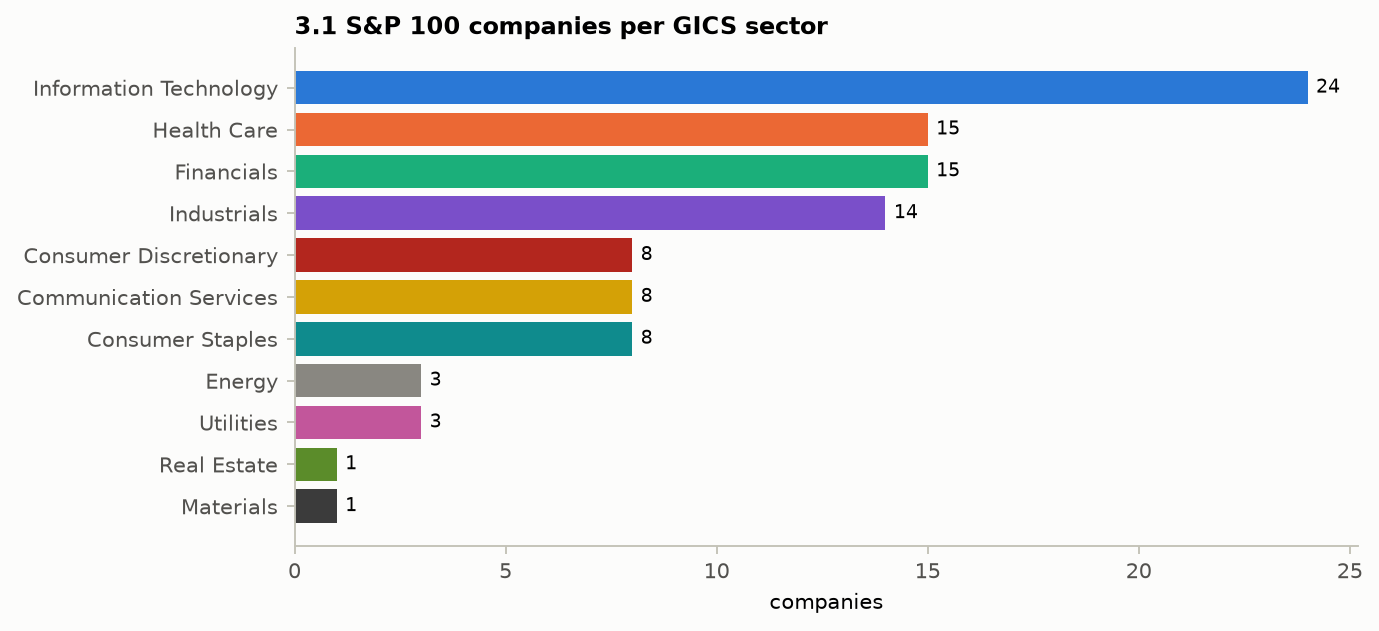 3.1 S&P 100 companies per GICS sector
Information Technology 24
Health Care 15
Financials 15
Industrials 14
Consumer Discretionary 8
Communication Services 8
Consumer Staples 8
Energy 3
Utilities 3
Real Estate 1
Materials 1
0 5 10 15 20 25
companies